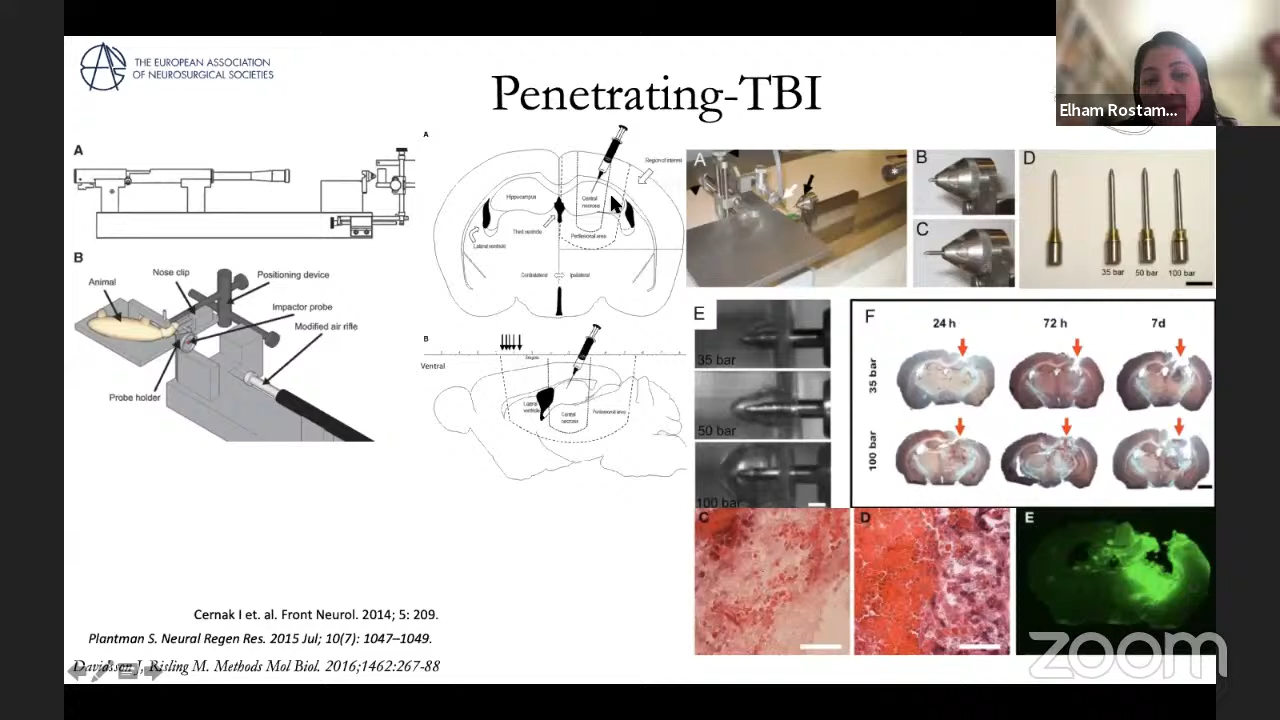 THE EUROPEAN ASSOCIATION
OF NEUROSURGICAL SOCIETIES
Penetrating-TBI
Elham Rostam...
A
B
Animal
Nose clip
Positioning device
Impactor probe
Modified air rifle
Probe holder
A
Region of interest
Hippocampus
Central
necrosis
Third ventricle
Perilesional area
Lateral ventricle
Contralateral
Ipsilateral
B
Ventral
Lateral
ventricle
Central
necrosis
Perilesional area
A
B
C
D
35 bar
50 bar
100 bar
E
35 bar
50 bar
100 bar
F
24 h
72 h
7d
35 bar
100 bar
C
D
E
Cernak I et. al. Front Neurol. 2014; 5: 209.
Plantman S. Neural Regen Res. 2015 Jul; 10(7): 1047–1049.
Davidsson J, Risling M. Methods Mol Biol. 2016;1462:267-88
zoom